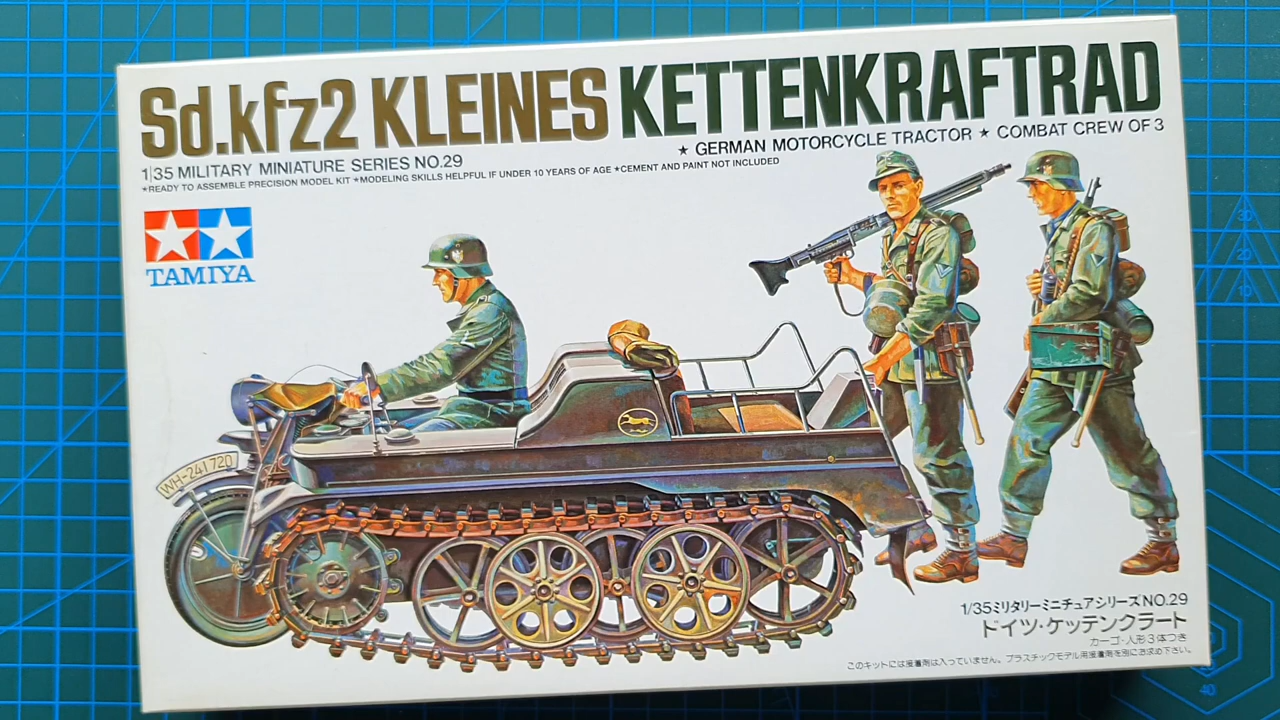 Sd.kfz2 KLEINES KETTENKRAFTRAD
★ GERMAN MOTORCYCLE TRACTOR ★ COMBAT CREW OF 3
1|35 MILITARY MINIATURE SERIES NO.29
★READY TO ASSEMBLE PRECISION MODEL KIT ★MODELING SKILLS HELPFUL IF UNDER 10 YEARS OF AGE ★CEMENT AND PAINT NOT INCLUDED
TAMIYA
WH-241720
1/35ミリタリーミニチュアシリーズNO.29
ドイツ・ケッテンクラート
カーゴ・人形3体つき
このキットには接着剤は入っていません。プラスチックモデル用接着剤を別にお求め下さい。
30
20
10
40